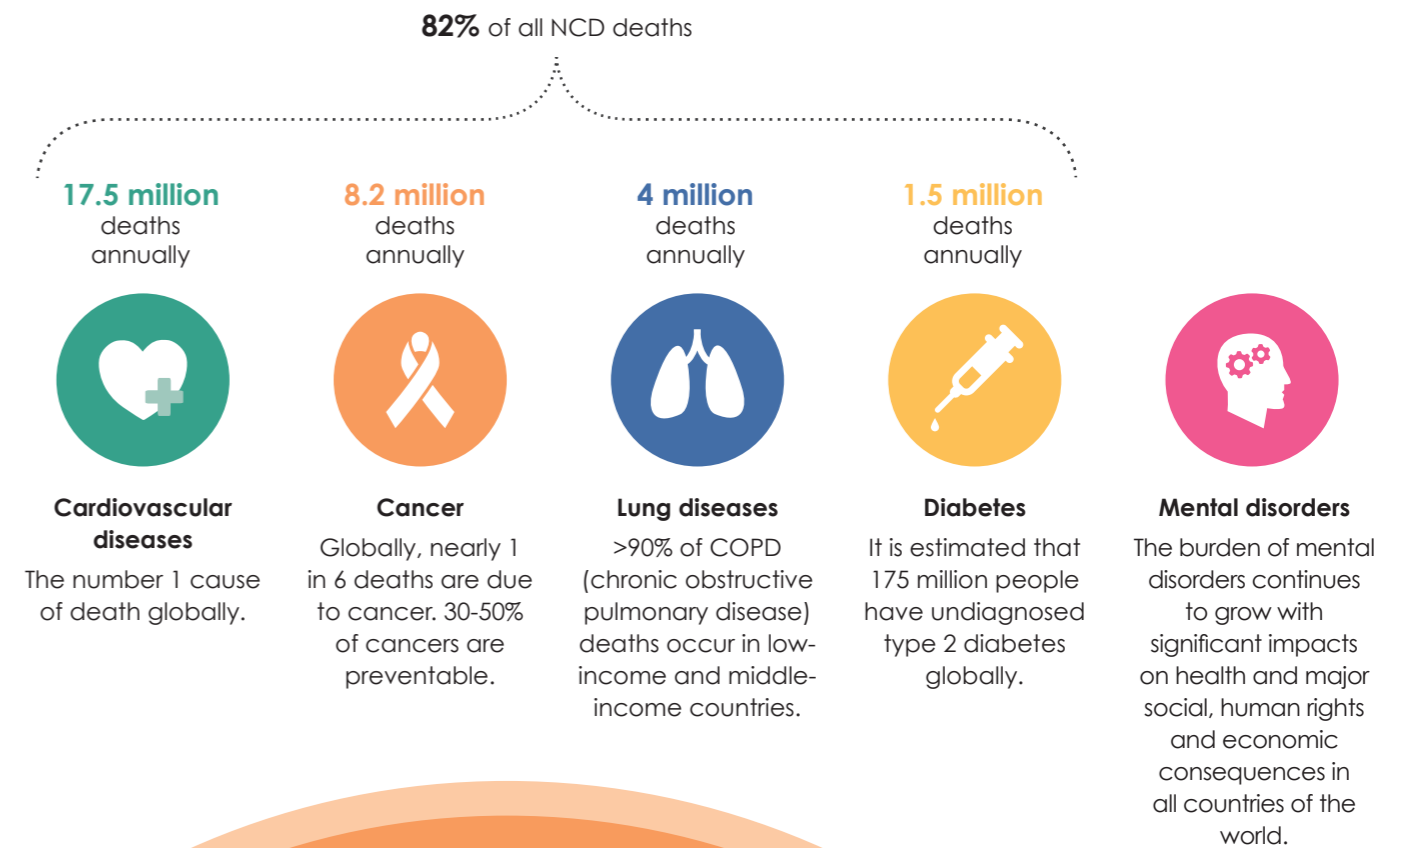 82% of all NCD deaths
17.5 million
deaths
annually
8.2 million
deaths
annually
4 million
deaths
annually
1.5 million
deaths
annually
Cardiovascular
diseases
The number 1 cause
of death globally.
Cancer
Globally, nearly 1
in 6 deaths are due
to cancer. 30-50%
of cancers are
preventable.
Lung diseases
>90% of COPD
(chronic obstructive
pulmonary disease)
deaths occur in low-
income and middle-
income countries.
Diabetes
It is estimated that
175 million people
have undiagnosed
type 2 diabetes
globally.
Mental disorders
The burden of mental
disorders continues
to grow with
significant impacts
on health and major
social, human rights
and economic
consequences in
all countries of the
world.